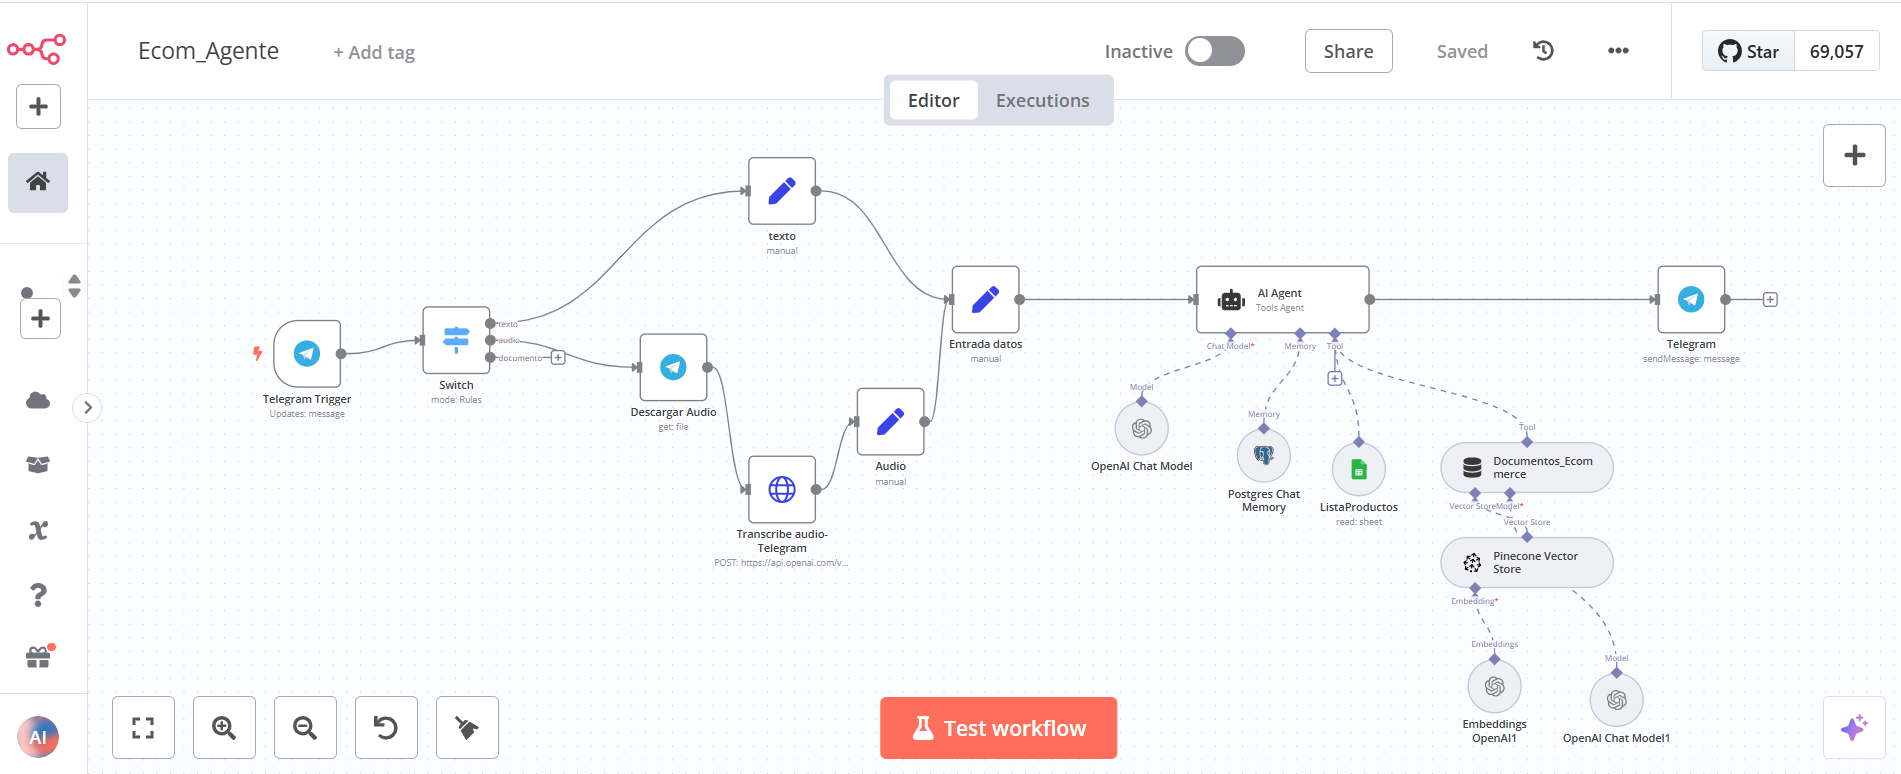 Ecom_Agente
+ Add tag
Inactive
Share
Saved
Star
69,057
Editor
Executions
texto
manual
Telegram Trigger
Updates: message
texto
audio
documento
Switch
mode: Rules
Descargar Audio
get: file
Transcribe audio-
Telegram
POST: https://api.openai.com/v...
Audio
manual
Entrada datos
manual
AI Agent
Tools Agent
Chat Model*
Memory
Tool
Telegram
sendMessage: message
Model
OpenAI Chat Model
Memory
Postgres Chat
Memory
ListaProductos
read: sheet
Tool
Documentos_Ecom
merce
Vector Store
Model*
Vector Store
Pinecone Vector
Store
Embedding*
Embeddings
Embeddings
OpenAI1
Model
OpenAI Chat Model1
AI
Test workflow